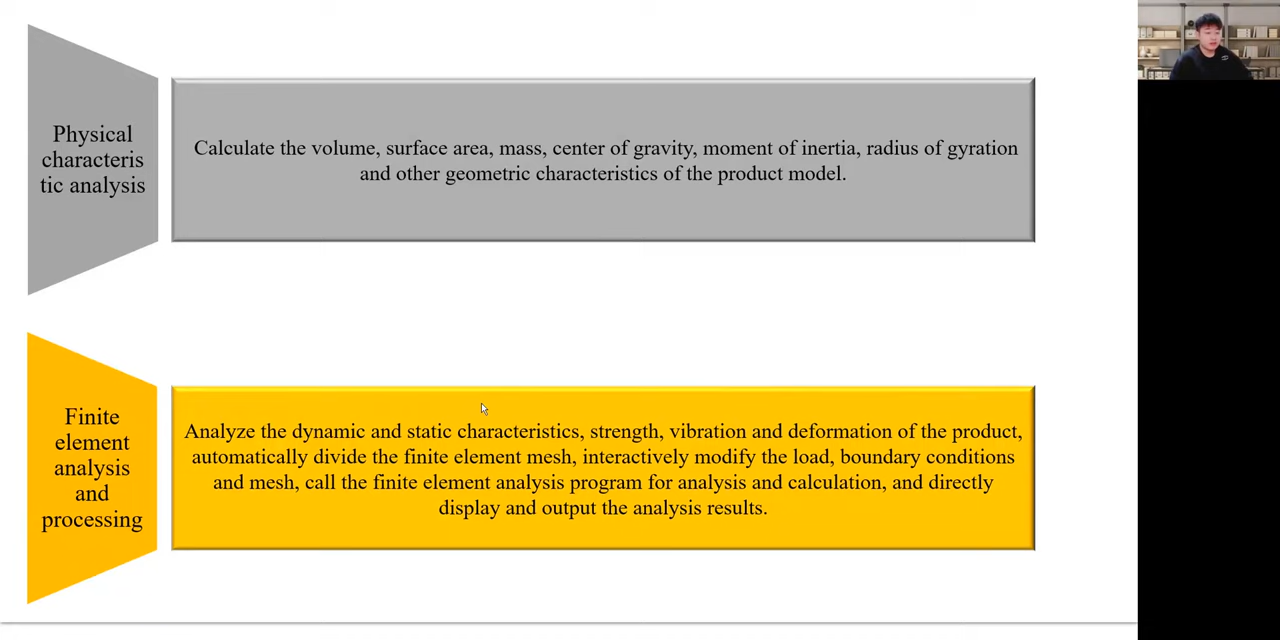 Physical
characteris
tic analysis
Calculate the volume, surface area, mass, center of gravity, moment of inertia, radius of gyration
and other geometric characteristics of the product model.
Finite
element
analysis
and
processing
Analyze the dynamic and static characteristics, strength, vibration and deformation of the product,
automatically divide the finite element mesh, interactively modify the load, boundary conditions
and mesh, call the finite element analysis program for analysis and calculation, and directly
display and output the analysis results.